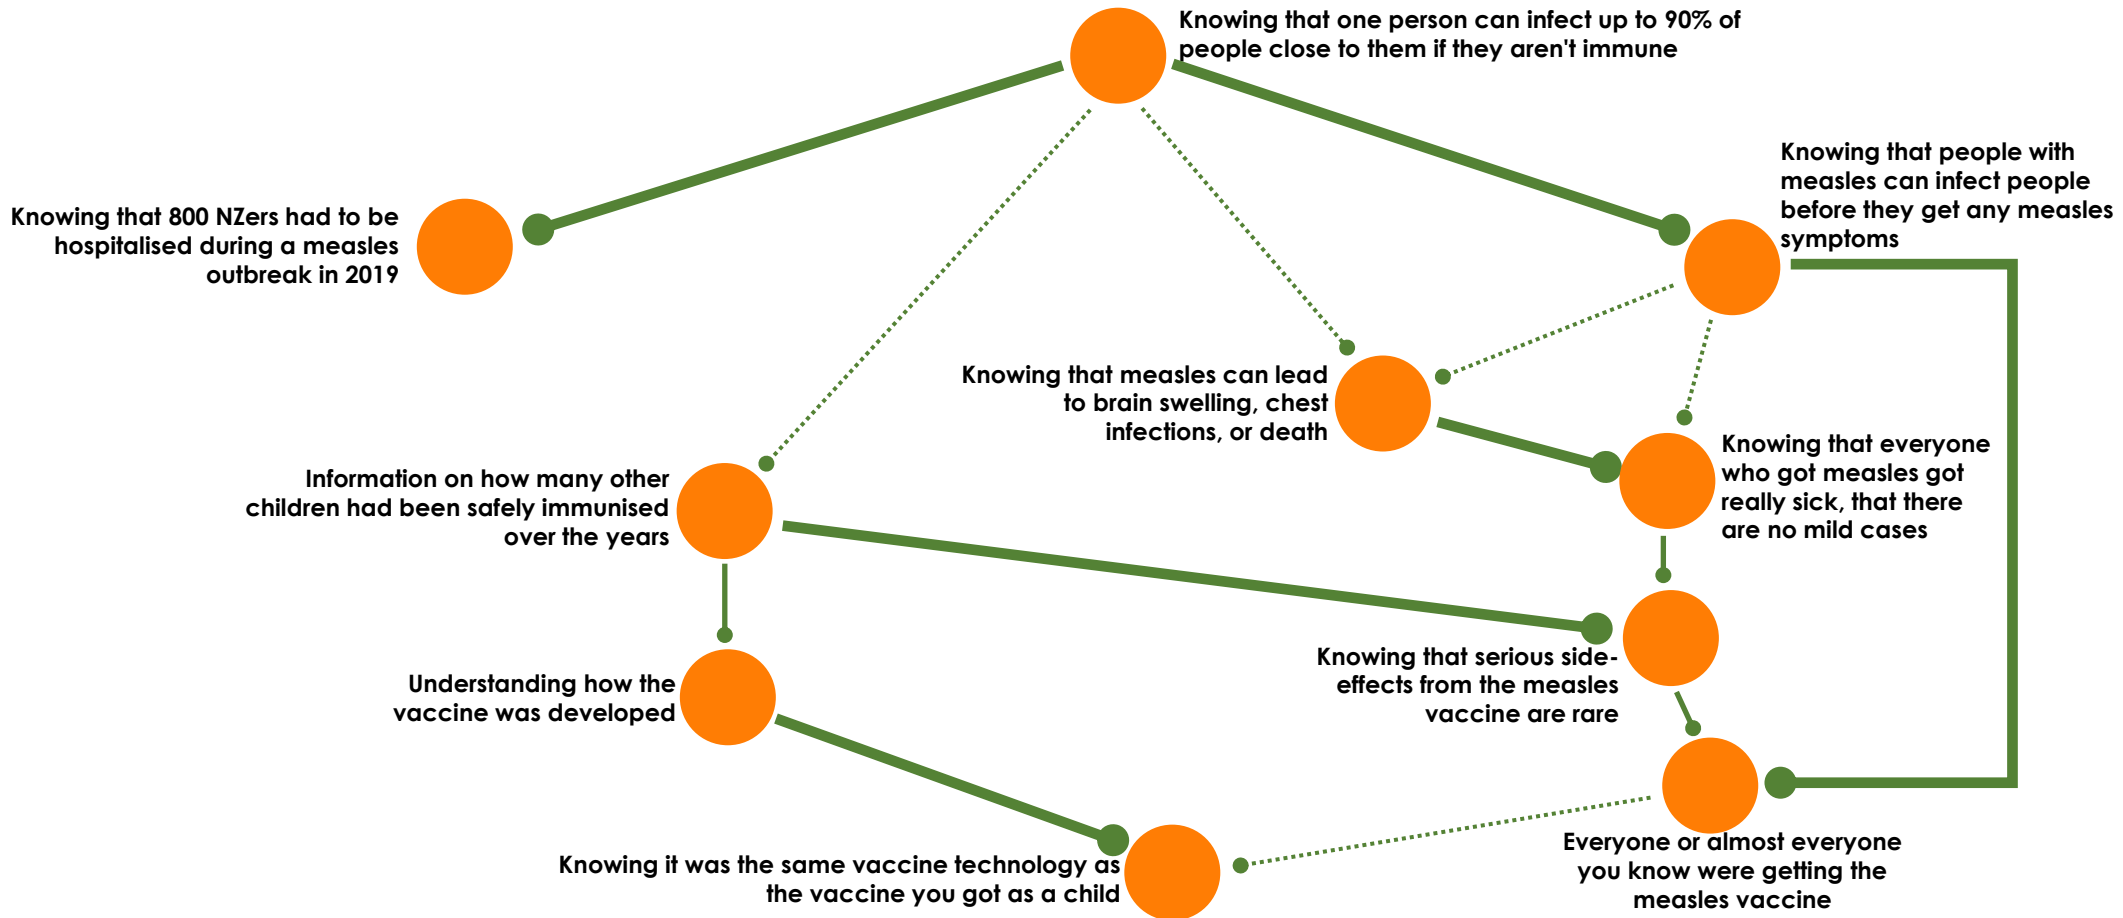 Knowing that one person can infect up to 90% of
people close to them if they aren't immune
Knowing that people with
measles can infect people
before they get any measles
symptoms
Knowing that 800 NZers had to be
hospitalised during a measles
outbreak in 2019
Knowing that measles can lead
to brain swelling, chest
infections, or death
Knowing that everyone
who got measles got
really sick, that there
are no mild cases
Information on how many other
children had been safely immunised
over the years
Knowing that serious side-
effects from the measles
vaccine are rare
Understanding how the
vaccine was developed
Everyone or almost everyone
you know were getting the
measles vaccine
Knowing it was the same vaccine technology as
the vaccine you got as a child